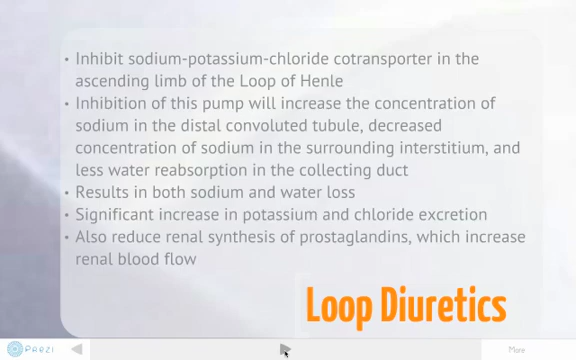 • Inhibit sodium-potassium-chloride cotransporter in the
ascending limb of the Loop of Henle
• Inhibition of this pump will increase the concentration of
sodium in the distal convoluted tubule, decreased
concentration of sodium in the surrounding interstitium, and
less water reabsorption in the collecting duct
• Results in both sodium and water loss
• Significant increase in potassium and chloride excretion
• Also reduce renal synthesis of prostaglandins, which increase
renal blood flow
Loop Diuretics
PREZI
More